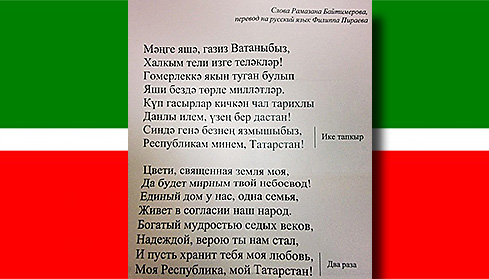 Слова Рамазана Байтимерова,
перевод на русский язык Филиппа Пираева
Мәңге яшә, газиз Ватаныбыз,
Халкым тели изге теләкләр!
Гомерлеккә якын туган булып
Яши бездә төрле милләтләр.
Күп гасырлар кичкән чал тарихлы
Данлы илем, үзең бер дастан!
Синдә генә безнең язмышыбыз,
Республикам минем, Татарстан!
Ике тапкыр
Цвети, священная земля моя,
Да будет мирным твой небосвод!
Единый дом у нас, одна семья,
Живет в согласии наш народ.
Богатый мудростью седых веков,
Надеждой, верою ты нам стал,
И пусть хранит тебя моя любовь,
Моя Республика, мой Татарстан!
Два раза